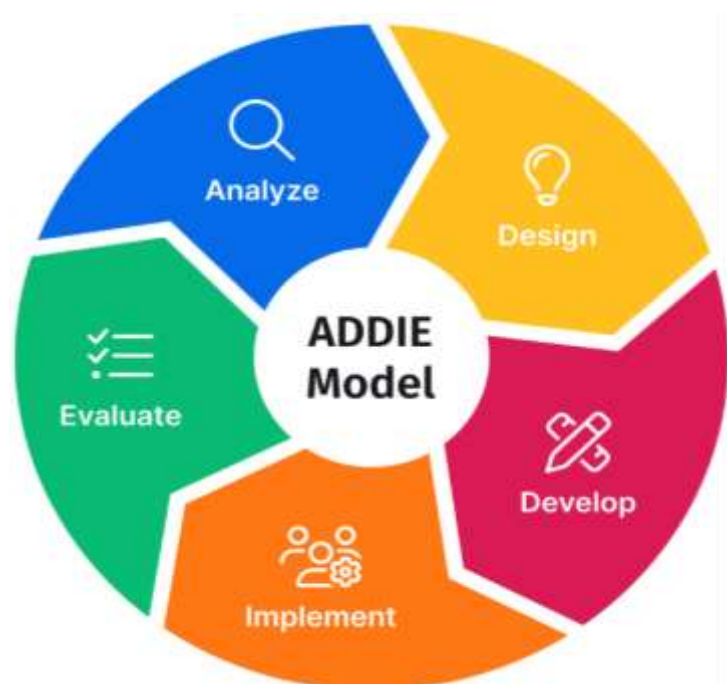 Analyze
Design
ADDIE
Model
Evaluate
Develop
Implement